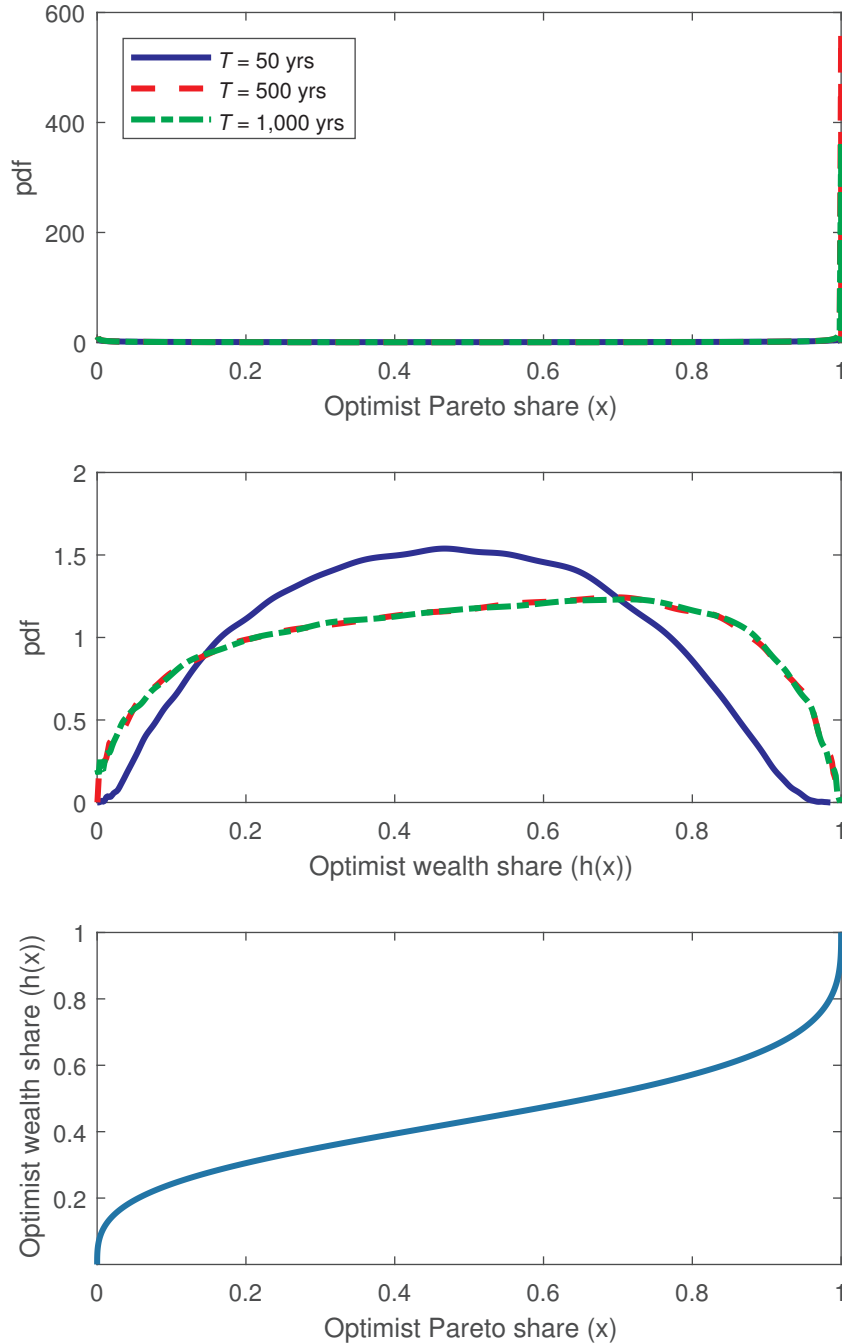 600
400
200
0
pdf
T = 50 yrs
T = 500 yrs
T = 1,000 yrs
0 0.2 0.4 0.6 0.8 1
Optimist Pareto share (x)
2
1.5
1
0.5
0
pdf
0 0.2 0.4 0.6 0.8 1
Optimist wealth share (h(x))
1
0.8
0.6
0.4
0.2
Optimist wealth share (h(x))
0 0.2 0.4 0.6 0.8 1
Optimist Pareto share (x)